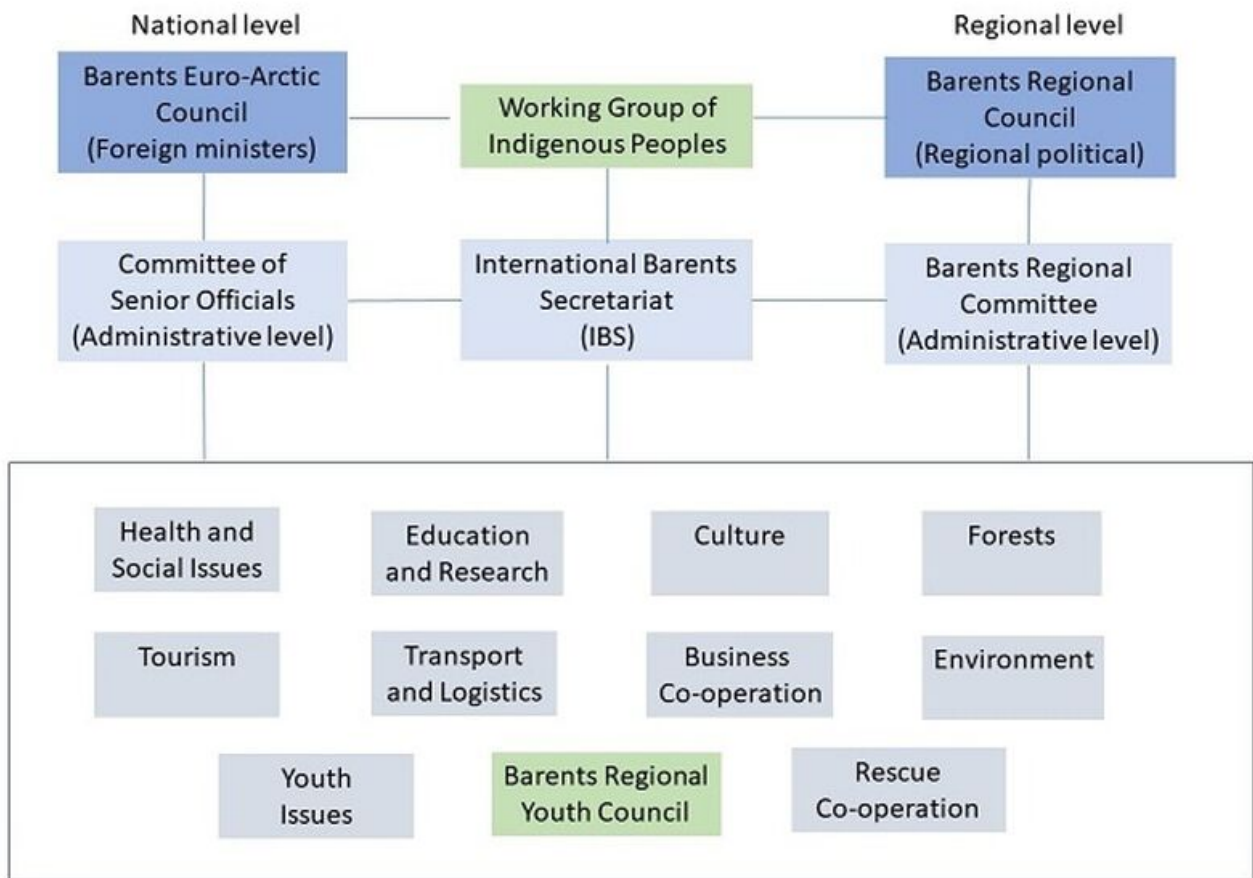 National level
Regional level
Barents Euro-Arctic
Council
(Foreign ministers)
Working Group of
Indigenous Peoples
Barents Regional
Council
(Regional political)
Committee of
Senior Officials
(Administrative level)
International Barents
Secretariat
(IBS)
Barents Regional
Committee
(Administrative level)
Health and
Social Issues
Education
and Research
Culture
Forests
Tourism
Transport
and Logistics
Business
Co-operation
Environment
Youth
Issues
Barents Regional
Youth Council
Rescue
Co-operation